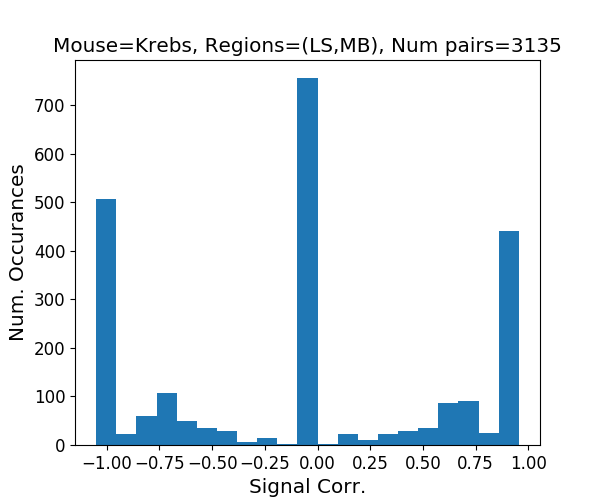 Mouse=Krebs, Regions=(LS,MB), Num pairs=3135
700
600
500
400
300
200
100
0
Num. Occurances
−1.00 −0.75 −0.50 −0.25 0.00 0.25 0.50 0.75 1.00
Signal Corr.